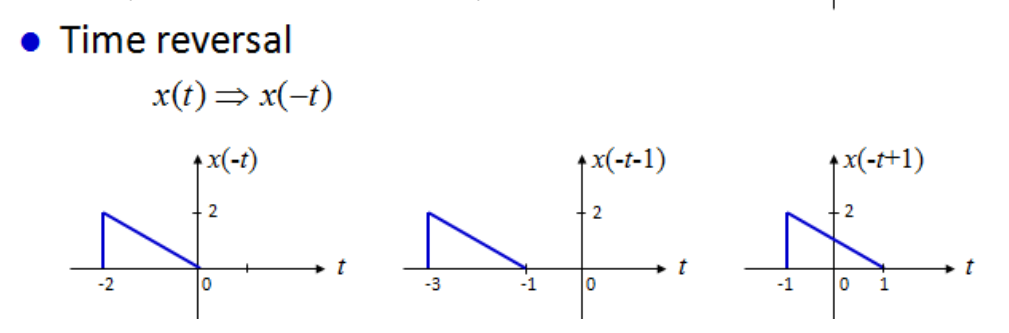 ● Time reversal
x(t) ⇒ x(−t)
x(-t) x(-t-1) x(-t+1)
2 2 2
t t t
-2 0 -3 -1 0 -1 0 1